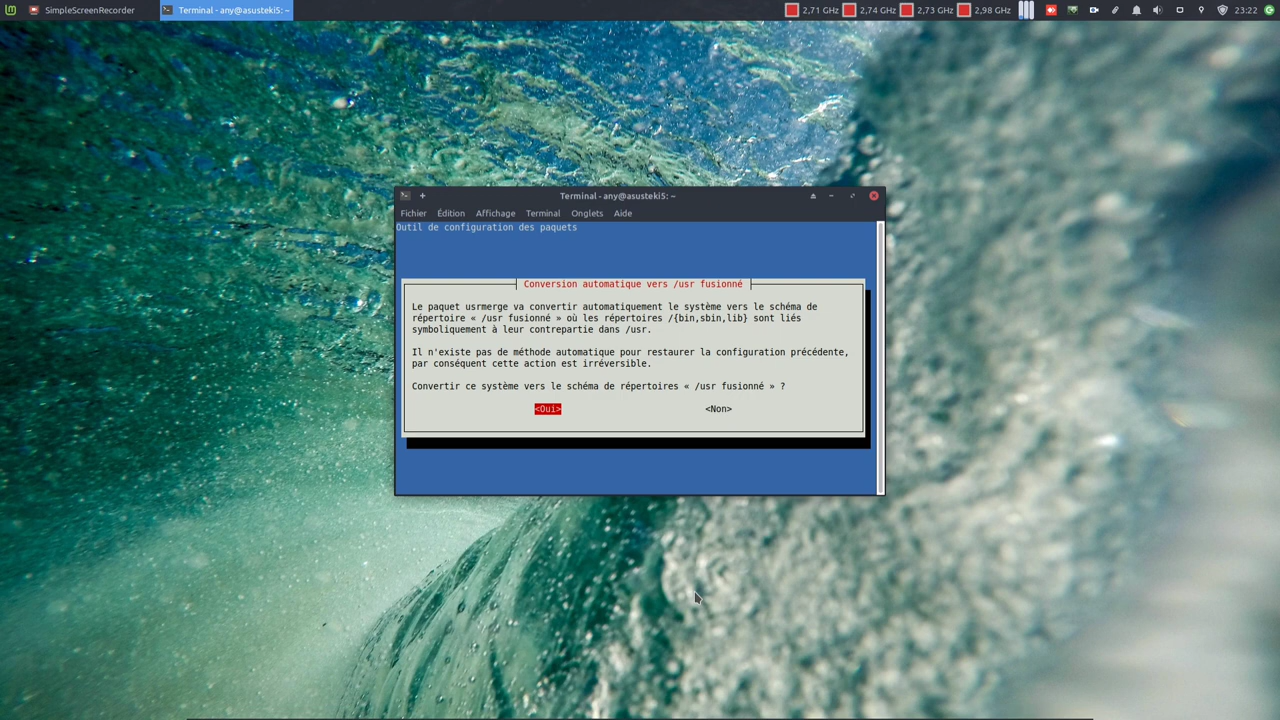 SimpleScreenRecorder
Terminal - any@asusteki5: ~
2,71 GHz
2,74 GHz
2,73 GHz
2,98 GHz
23:22
Terminal - any@asusteki5: ~
Fichier Édition Affichage Terminal Onglets Aide
Outil de configuration des paquets
Conversion automatique vers /usr fusionné
Le paquet usrmerge va convertir automatiquement le système vers le schéma de
répertoire « /usr fusionné » où les répertoires /{bin,sbin,lib} sont liés
symboliquement à leur contrepartie dans /usr.
Il n'existe pas de méthode automatique pour restaurer la configuration précédente,
par conséquent cette action est irréversible.
Convertir ce système vers le schéma de répertoires « /usr fusionné » ?
<Oui> <Non>